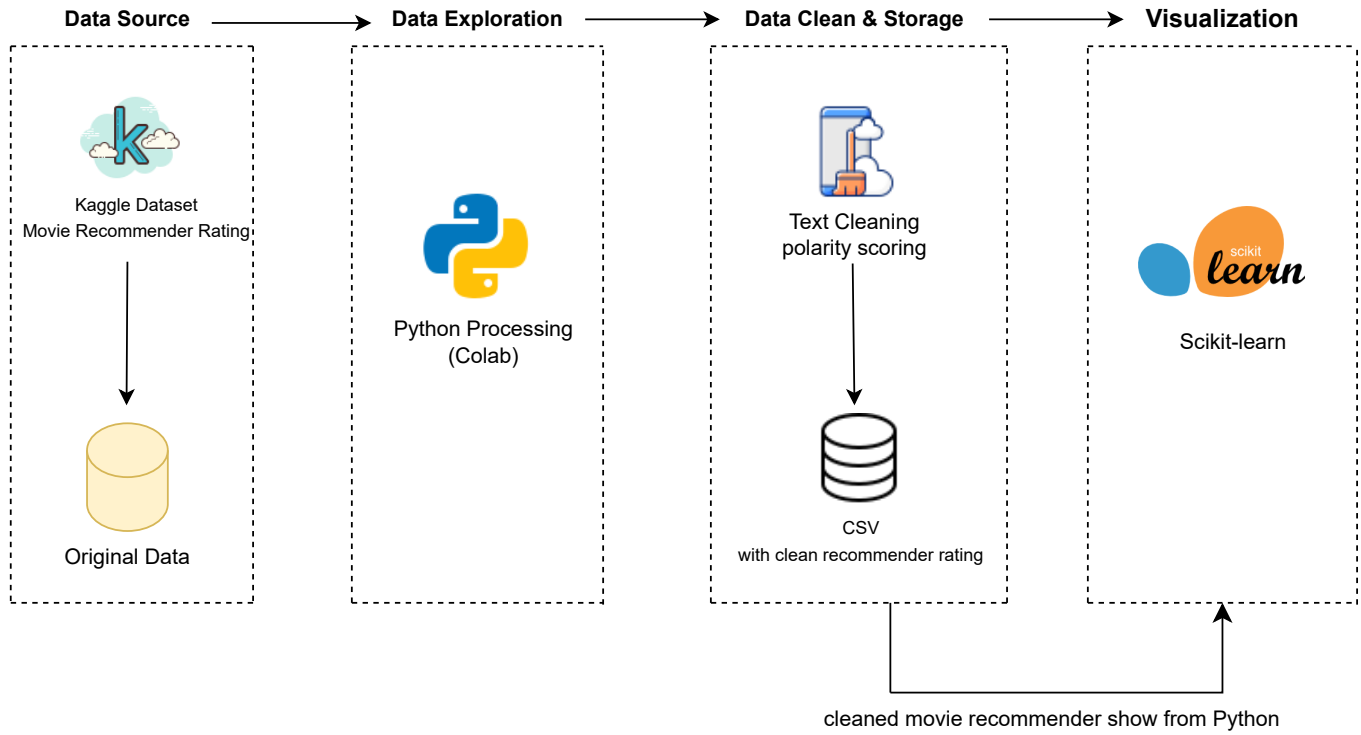 Data Source
Data Exploration
Data Clean & Storage
Visualization
k
Kaggle Dataset
Movie Recommender Rating
Original Data
Python Processing
(Colab)
Text Cleaning
polarity scoring
CSV
with clean recommender rating
scikit
learn
Scikit-learn
cleaned movie recommender show from Python